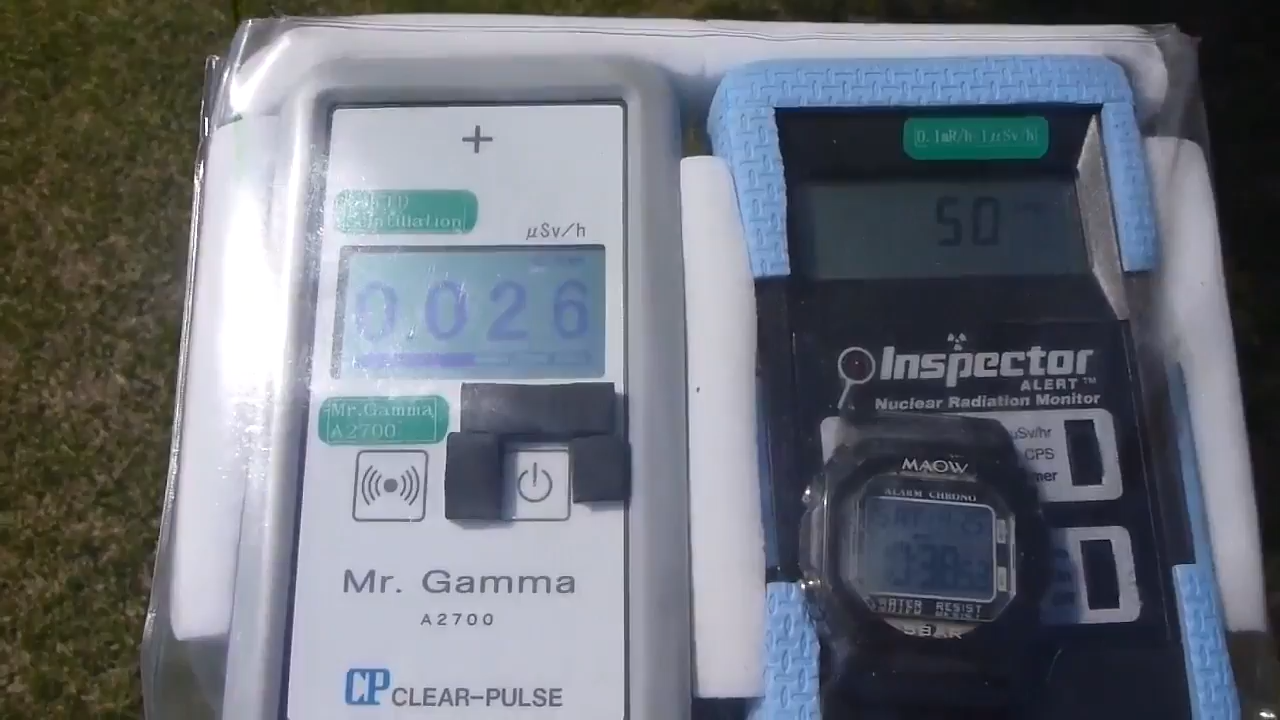 +
μSv/h
0.026
Mr.Gamma
A2700
Mr. Gamma
A2700
CP CLEAR-PULSE
0.1mR/h 1μSv/h
50
Inspector
ALERT™
Nuclear Radiation Monitor
μSv/hr
CPS
MAOW
ALARM CHRONO
WATER RESIST
5BAR